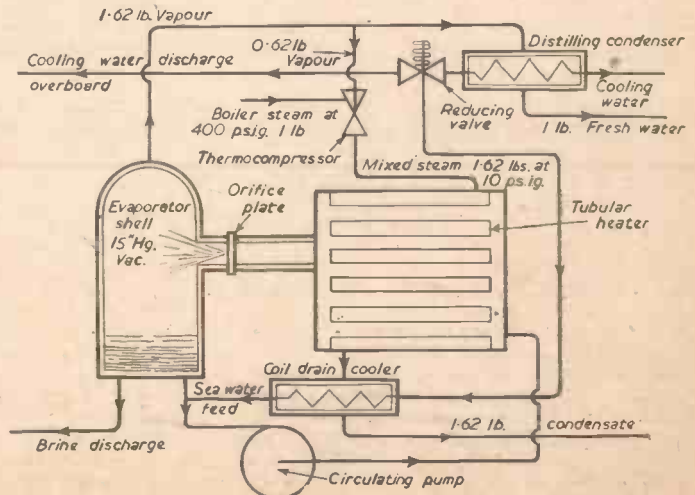 1·62 lb. Vapour
0·62 lb
Vapour
Distilling condenser
Cooling water discharge
overboard
Cooling
water
Boiler steam at
400 p.s.i.g. 1 lb
Reducing
valve
1 lb. Fresh water
Thermocompressor
Mixed steam 1·62 lbs. at
10 p.s.i.g.
Orifice
plate
Evaporator
shell
15" Hg.
Vac.
Tubular
heater
Coil drain cooler
Sea water
feed
1·62 lb. condensate
Brine discharge
Circulating pump